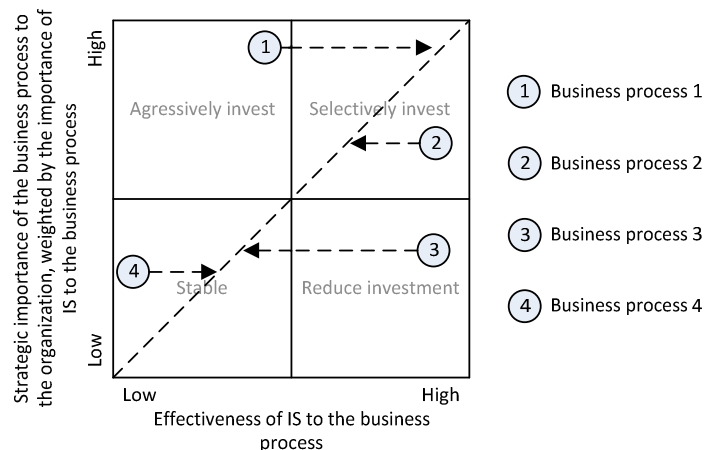 Strategic importance of the business process to
the organization, weighted by the importance of
IS to the business process
High
Low
Agressively invest
Selectively invest
Stable
Reduce investment
1
2
3
4
Low
High
Effectiveness of IS to the business
process
1 Business process 1
2 Business process 2
3 Business process 3
4 Business process 4